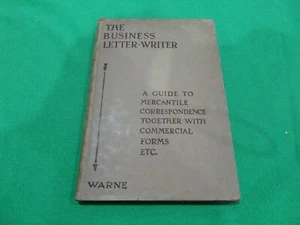 THE
BUSINESS
LETTER-WRITER
A GUIDE TO
MERCANTILE
CORRESPONDENCE
TOGETHER WITH
COMMERCIAL
FORMS
ETC.
WARNE